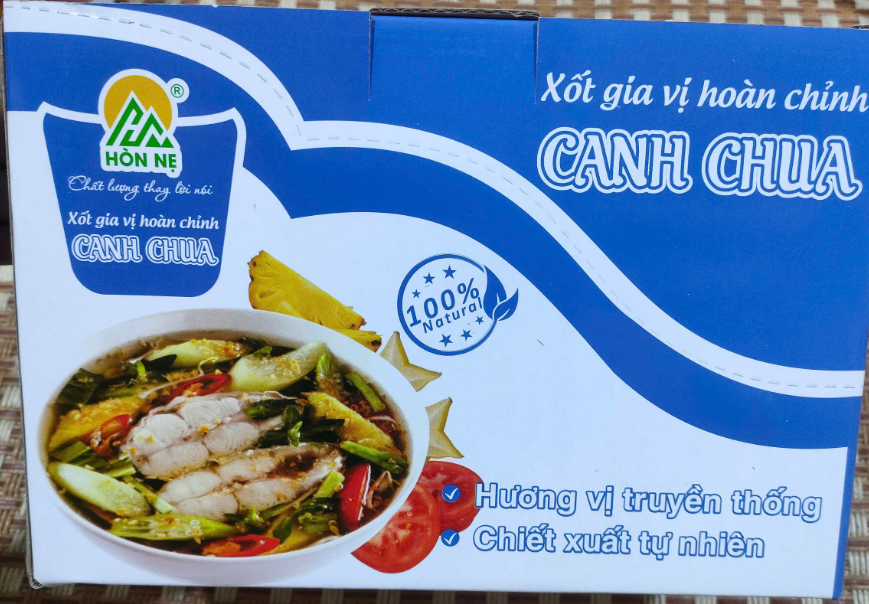 Xốt gia vị hoàn chỉnh
CANH CHUA
®
HÒN NẸ
Chất lượng thay lời nói
Xốt gia vị hoàn chỉnh
CANH CHUA
100%
Natural
Hương vị truyền thống
Chiết xuất tự nhiên